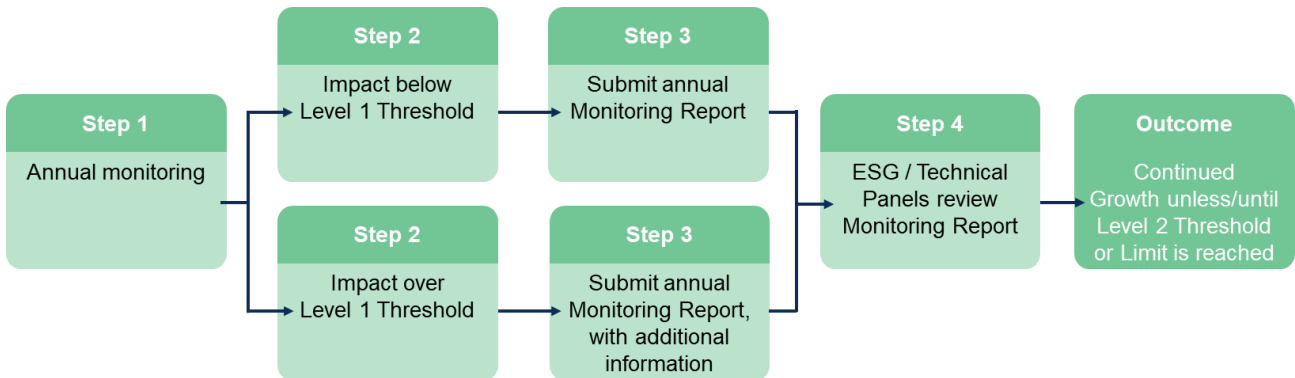 Step 1
Annual monitoring
Step 2
Impact below
Level 1 Threshold
Step 3
Submit annual
Monitoring Report
Step 2
Impact over
Level 1 Threshold
Step 3
Submit annual
Monitoring Report,
with additional
information
Step 4
ESG / Technical
Panels review
Monitoring Report
Outcome
Continued
Growth unless/until
Level 2 Threshold
or Limit is reached